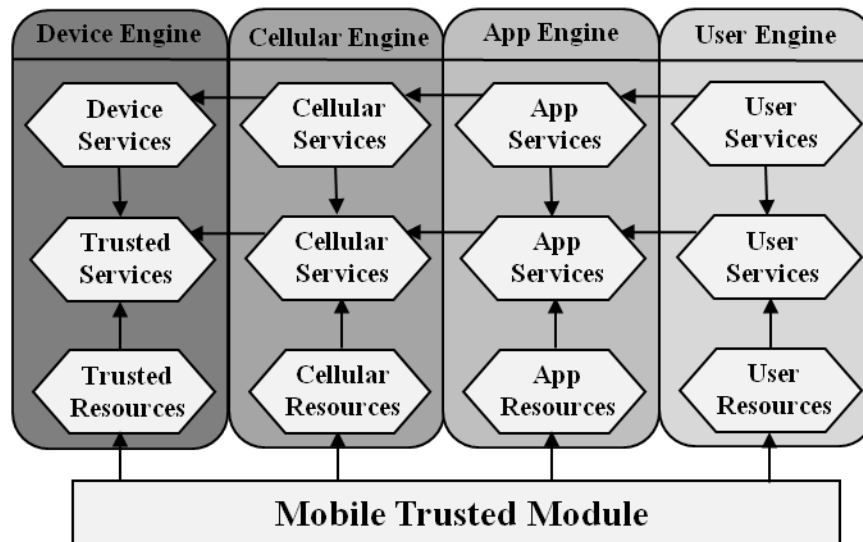 Device Engine
Cellular Engine
App Engine
User Engine
Device
Services
Cellular
Services
App
Services
User
Services
Trusted
Services
Cellular
Services
App
Services
User
Services
Trusted
Resources
Cellular
Resources
App
Resources
User
Resources
Mobile Trusted Module